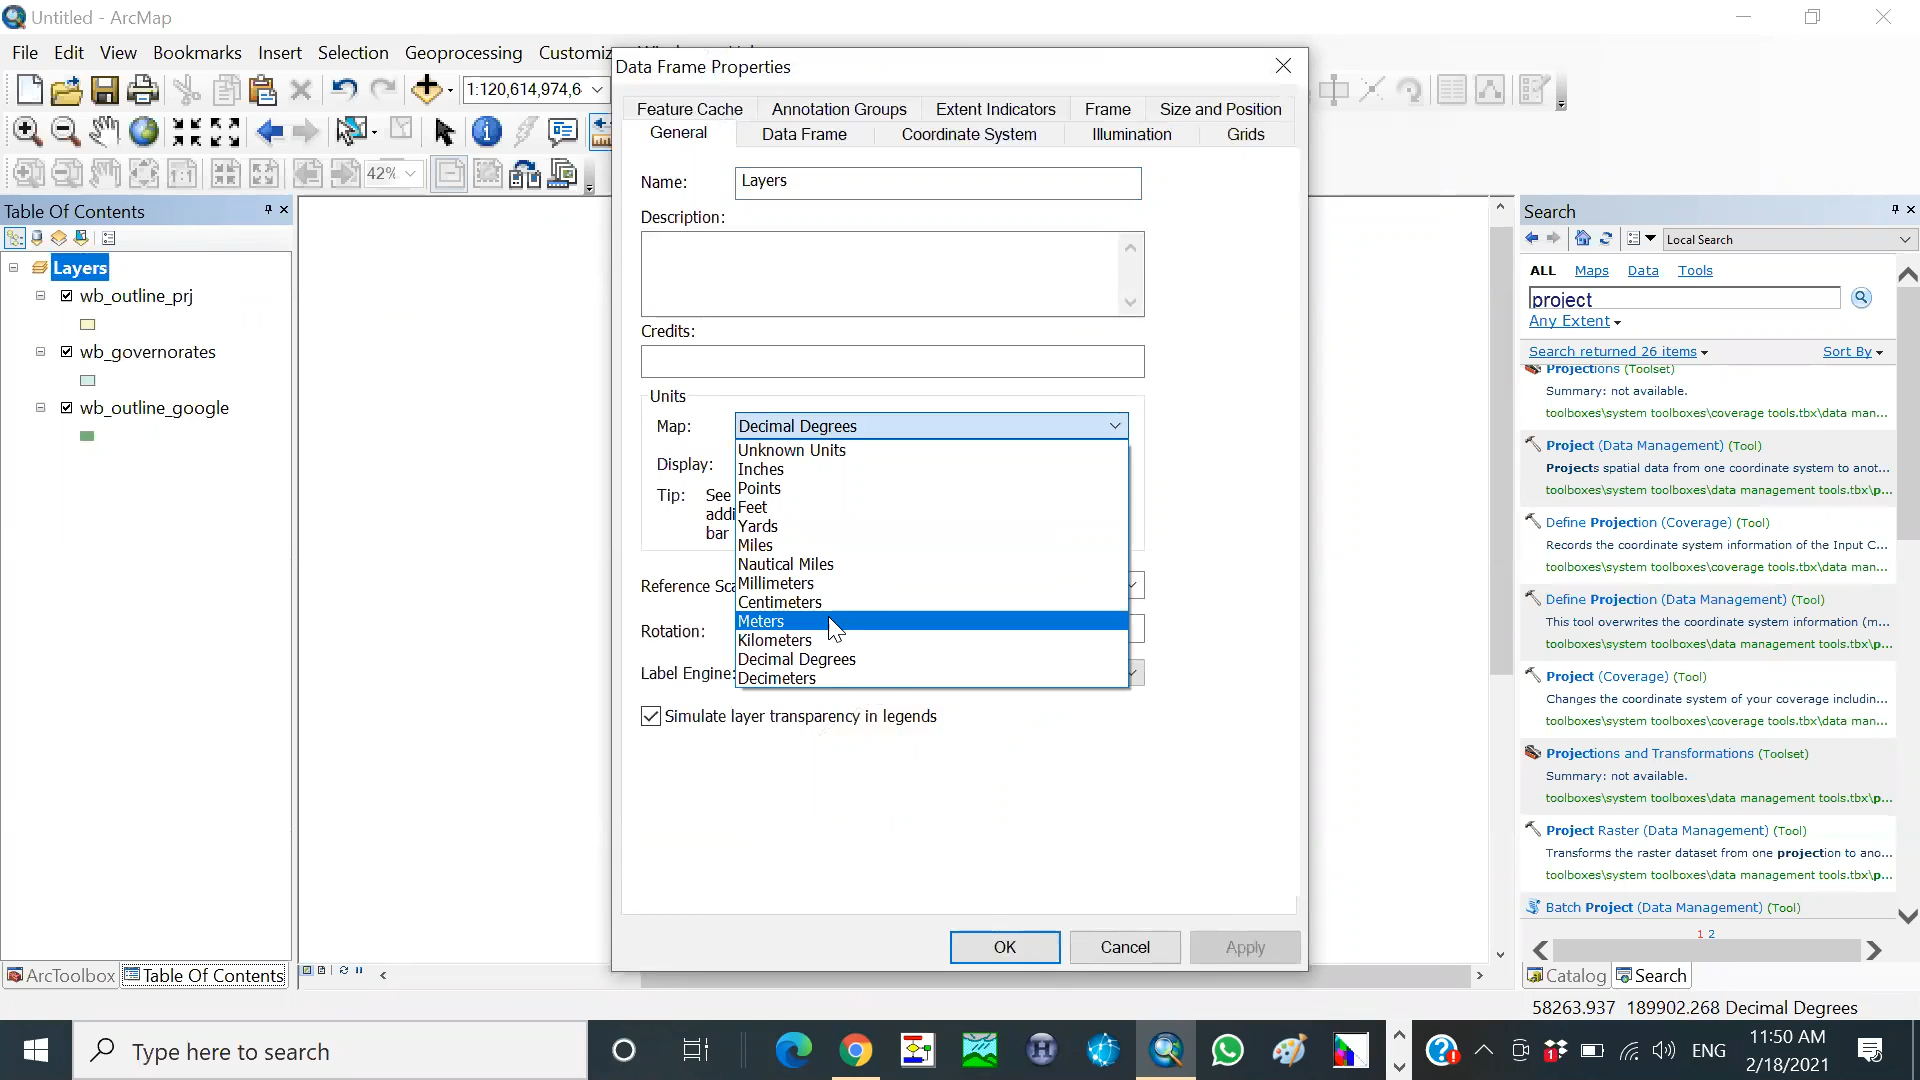 Untitled - ArcMap
File Edit View Bookmarks Insert Selection Geoprocessing Customiz
1:120,614,974,6
42%
Table Of Contents
Layers
wb_outline_prj
wb_governorates
wb_outline_google
ArcToolbox Table Of Contents
Data Frame Properties
Feature Cache Annotation Groups Extent Indicators Frame Size and Position
General Data Frame Coordinate System Illumination Grids
Name: Layers
Description:
Credits:
Units
Map: Decimal Degrees
Unknown Units
Display:
Inches
Points
Tip: See
Feet
addi
Yards
bar
Miles
Nautical Miles
Millimeters
Reference Sca
Centimeters
Meters
Rotation:
Kilometers
Decimal Degrees
Label Engine:
Decimeters
Simulate layer transparency in legends
OK Cancel Apply
Search
Local Search
ALL Maps Data Tools
project
Any Extent
Search returned 26 items Sort By
Projections (Toolset)
Summary: not available.
toolboxes\system toolboxes\coverage tools.tbx\data man...
Project (Data Management) (Tool)
Projects spatial data from one coordinate system to anot...
toolboxes\system toolboxes\data management tools.tbx\p...
Define Projection (Coverage) (Tool)
Records the coordinate system information of the Input C...
toolboxes\system toolboxes\coverage tools.tbx\data man...
Define Projection (Data Management) (Tool)
This tool overwrites the coordinate system information (m...
toolboxes\system toolboxes\data management tools.tbx\p...
Project (Coverage) (Tool)
Changes the coordinate system of your coverage includin...
toolboxes\system toolboxes\coverage tools.tbx\data man...
Projections and Transformations (Toolset)
Summary: not available.
toolboxes\system toolboxes\data management tools.tbx\p...
Project Raster (Data Management) (Tool)
Transforms the raster dataset from one projection to ano...
toolboxes\system toolboxes\data management tools.tbx\p...
Batch Project (Data Management) (Tool)
1 2
Catalog Search
58263.937 189902.268 Decimal Degrees
Type here to search
ENG
11:50 AM
2/18/2021